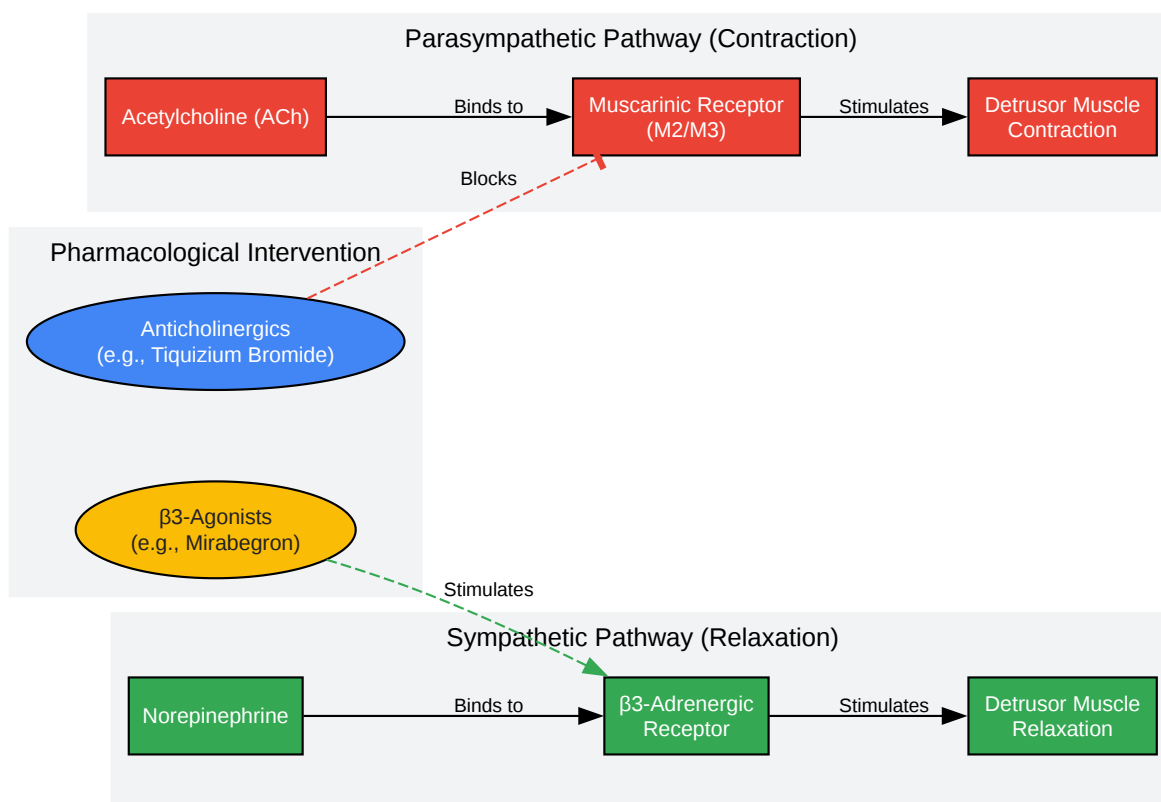 Parasympathetic Pathway (Contraction)
Acetylcholine (ACh)
Binds to
Muscarinic Receptor
(M2/M3)
Stimulates
Detrusor Muscle
Contraction
Blocks
Pharmacological Intervention
Anticholinergics
(e.g., Tiquizium Bromide)
β3-Agonists
(e.g., Mirabegron)
Stimulates
Sympathetic Pathway (Relaxation)
Norepinephrine
Binds to
β3-Adrenergic
Receptor
Stimulates
Detrusor Muscle
Relaxation